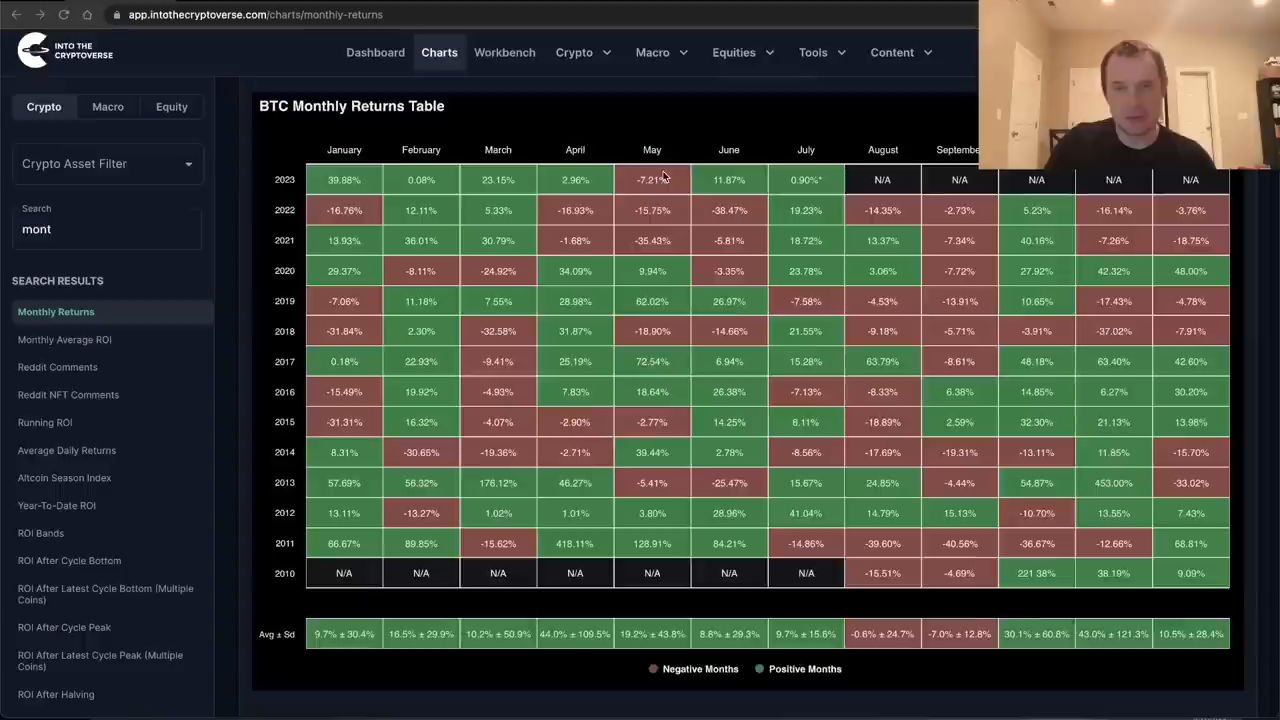 app.intothecryptoverse.com/charts/monthly-returns
INTO THE
CRYPTOVERSE
Dashboard Charts Workbench Crypto Macro Equities Tools Content
Crypto Macro Equity
Crypto Asset Filter
Search
mont
SEARCH RESULTS
Monthly Returns
Monthly Average ROI
Reddit Comments
Reddit NFT Comments
Running ROI
Average Daily Returns
Altcoin Season Index
Year-To-Date ROI
ROI Bands
ROI After Cycle Bottom
ROI After Latest Cycle Bottom (Multiple
Coins)
ROI After Cycle Peak
ROI After Latest Cycle Peak (Multiple
Coins)
ROI After Halving
BTC Monthly Returns Table
January February March April May June July August Septembe
2023 39.88% 0.08% 23.15% 2.96% -7.21% 11.87% 0.90%* N/A N/A N/A N/A N/A
2022 -16.76% 12.11% 5.33% -16.93% -15.75% -38.47% 19.23% -14.35% -2.73% 5.23% -16.14% -3.76%
2021 13.93% 36.01% 30.79% -1.68% -35.43% -5.81% 18.72% 13.37% -7.34% 40.16% -7.26% -18.75%
2020 29.37% -8.11% -24.92% 34.09% 9.94% -3.35% 23.78% 3.06% -7.72% 27.92% 42.32% 48.00%
2019 -7.06% 11.18% 7.55% 28.98% 62.02% 26.97% -7.58% -4.53% -13.91% 10.65% -17.43% -4.78%
2018 -31.84% 2.30% -32.58% 31.87% -18.90% -14.66% 21.55% -9.18% -5.71% -3.91% -37.02% -7.91%
2017 0.18% 22.93% -9.41% 25.19% 72.54% 6.94% 15.28% 63.79% -8.61% 48.18% 63.40% 42.60%
2016 -15.49% 19.92% -4.93% 7.83% 18.64% 26.38% -7.13% -8.33% 6.38% 14.85% 6.27% 30.20%
2015 -31.31% 16.32% -4.07% -2.90% -2.77% 14.25% 8.11% -18.89% 2.59% 32.30% 21.13% 13.98%
2014 8.31% -30.65% -19.36% -2.71% 39.44% 2.78% -8.56% -17.69% -19.31% -13.11% 11.85% -15.70%
2013 57.69% 56.32% 176.12% 46.27% -5.41% -25.47% 15.67% 24.85% -4.44% 54.87% 453.00% -33.02%
2012 13.11% -13.27% 1.02% 1.01% 3.80% 28.96% 41.04% 14.79% 15.13% -10.70% 13.55% 7.43%
2011 66.67% 89.85% -15.62% 418.11% 128.91% 84.21% -14.86% -39.60% -40.56% -36.67% -12.66% 68.81%
2010 N/A N/A N/A N/A N/A N/A N/A -15.51% -4.69% 221.38% 38.19% 9.09%
Avg ± Sd 9.7% ± 30.4% 16.5% ± 29.9% 10.2% ± 50.9% 44.0% ± 109.5% 19.2% ± 43.8% 8.8% ± 29.3% 9.7% ± 15.6% -0.6% ± 24.7% -7.0% ± 12.8% 30.1% ± 60.8% 43.0% ± 121.3% 10.5% ± 28.4%
Negative Months Positive Months